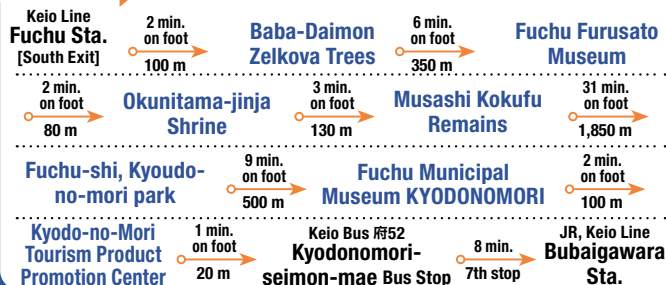 Keio Line
Fuchu Sta.
[South Exit]
2 min.
on foot
100 m
Baba-Daimon
Zelkova Trees
6 min.
on foot
350 m
Fuchu Furusato
Museum
2 min.
on foot
80 m
Okunitama-jinja
Shrine
3 min.
on foot
130 m
Musashi Kokufu
Remains
31 min.
on foot
1,850 m
Fuchu-shi, Kyoudo-
no-mori park
9 min.
on foot
500 m
Fuchu Municipal
Museum KYODONOMORI
2 min.
on foot
100 m
Kyodo-no-Mori
Tourism Product
Promotion Center
1 min.
on foot
20 m
Keio Bus 府52
Kyodonomori-
seimon-mae Bus Stop
8 min.
7th stop
JR, Keio Line
Bubaigawara
Sta.